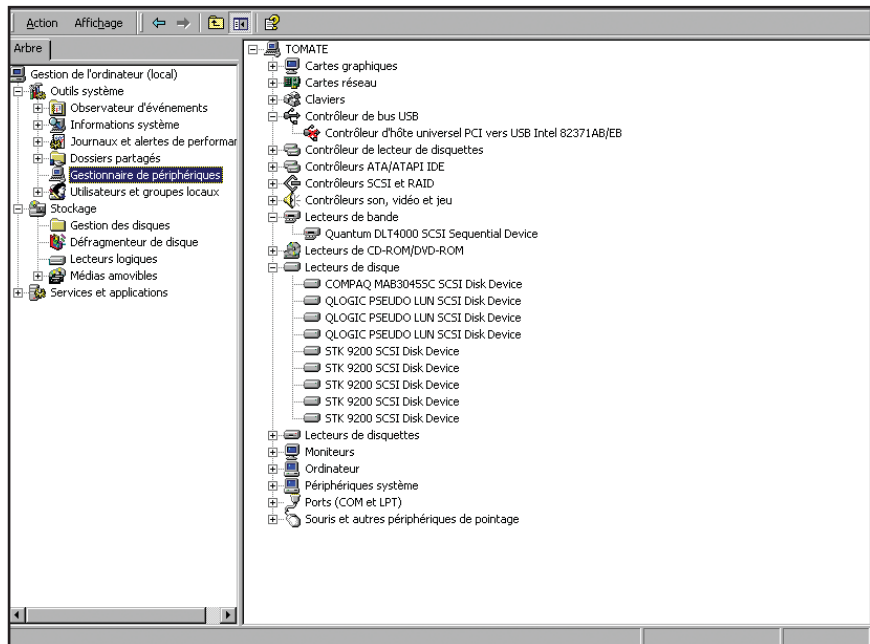 Action Affichage
Arbre
Gestion de l'ordinateur (local)
Outils système
Observateur d'événements
Informations système
Journaux et alertes de performar
Dossiers partagés
Gestionnaire de périphériques
Utilisateurs et groupes locaux
Stockage
Gestion des disques
Défragmenteur de disque
Lecteurs logiques
Médias amovibles
Services et applications
TOMATE
Cartes graphiques
Cartes réseau
Claviers
Contrôleur de bus USB
Contrôleur d'hôte universel PCI vers USB Intel 82371AB/EB
Contrôleurs de lecteur de disquettes
Contrôleurs ATA/ATAPI IDE
Contrôleurs SCSI et RAID
Contrôleurs son, vidéo et jeu
Lecteurs de bande
Quantum DLT4000 SCSI Sequential Device
Lecteurs de CD-ROM/DVD-ROM
Lecteurs de disque
COMPAQ MAB3045SC SCSI Disk Device
QLOGIC PSEUDO LUN SCSI Disk Device
QLOGIC PSEUDO LUN SCSI Disk Device
QLOGIC PSEUDO LUN SCSI Disk Device
STK 9200 SCSI Disk Device
STK 9200 SCSI Disk Device
STK 9200 SCSI Disk Device
STK 9200 SCSI Disk Device
STK 9200 SCSI Disk Device
Lecteurs de disquettes
Moniteurs
Ordinateur
Périphériques système
Ports (COM et LPT)
Souris et autres périphériques de pointage